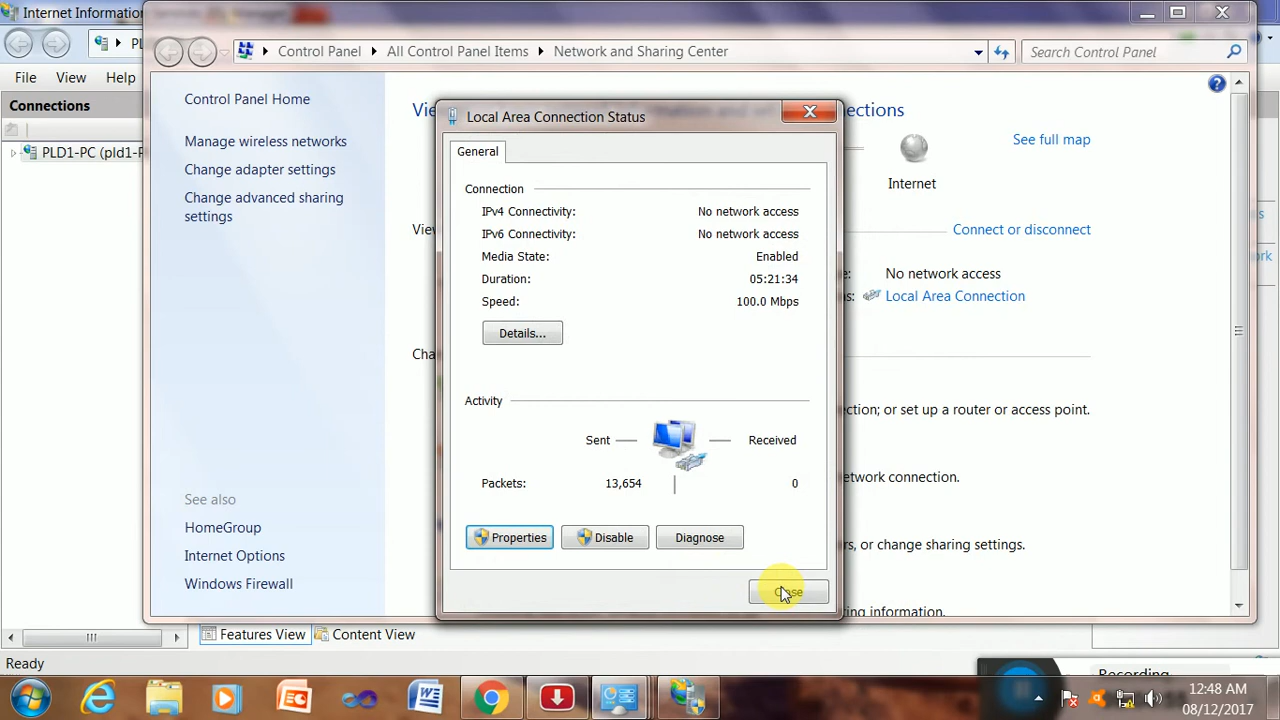 Internet Information
File View Help
Connections
PLD1-PC (pld1-P
Ready
Features View
Content View
Control Panel
All Control Panel Items
Network and Sharing Center
Search Control Panel
Control Panel Home
Manage wireless networks
Change adapter settings
Change advanced sharing
settings
See also
HomeGroup
Internet Options
Windows Firewall
onnections
See full map
Internet
Connect or disconnect
No network access
Local Area Connection
ction; or set up a router or access point.
etwork connection.
rs, or change sharing settings.
Local Area Connection Status
General
Connection
IPv4 Connectivity: No network access
IPv6 Connectivity: No network access
Media State: Enabled
Duration: 05:21:34
Speed: 100.0 Mbps
Details...
Activity
Sent Received
Packets: 13,654 0
Properties Disable Diagnose
Close
Recording
12:48 AM
08/12/2017